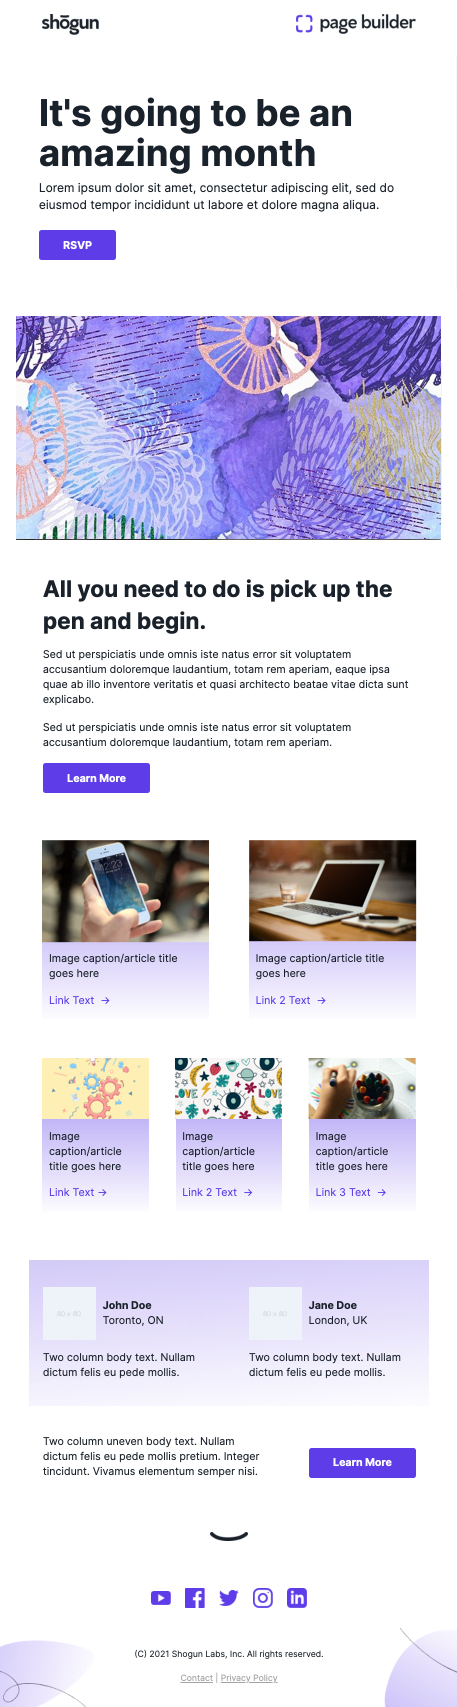 shōgun
page builder
It's going to be an
amazing month
Lorem ipsum dolor sit amet, consectetur adipiscing elit, sed do
eiusmod tempor incididunt ut labore et dolore magna aliqua.
RSVP
All you need to do is pick up the
pen and begin.
Sed ut perspiciatis unde omnis iste natus error sit voluptatem
accusantium doloremque laudantium, totam rem aperiam, eaque ipsa
quae ab illo inventore veritatis et quasi architecto beatae vitae dicta sunt
explicabo.
Sed ut perspiciatis unde omnis iste natus error sit voluptatem
accusantium doloremque laudantium, totam rem aperiam.
Learn More
Image caption/article title
goes here
Link Text →
Image caption/article title
goes here
Link 2 Text →
Image
caption/article
title goes here
Link Text →
LOVE
LOVE
Image
caption/article
title goes here
Link 2 Text →
Image
caption/article
title goes here
Link 3 Text →
80 x 80
John Doe
Toronto, ON
Two column body text. Nullam
dictum felis eu pede mollis.
80 x 80
Jane Doe
London, UK
Two column body text. Nullam
dictum felis eu pede mollis.
Two column uneven body text. Nullam
dictum felis eu pede mollis pretium. Integer
tincidunt. Vivamus elementum semper nisi.
Learn More
(C) 2021 Shogun Labs, Inc. All rights reserved.
Contact | Privacy Policy